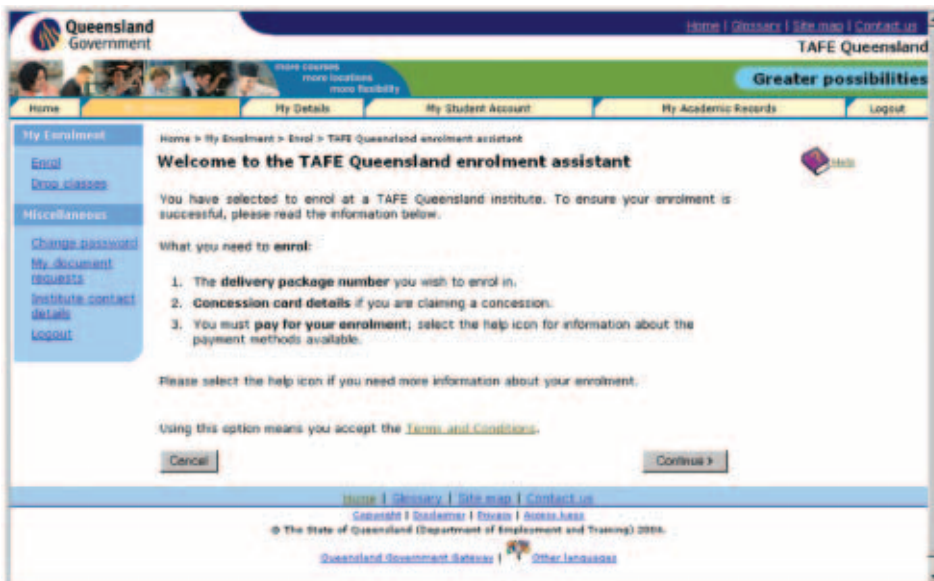 Queensland
Government
Home | Glossary | Site map | Contact us
TAFE Queensland
more courses
more locations
more flexibility
Greater possibilities
Home
My Details
My Student Account
My Academic Records
Logout
My Enrolment
Enrol
Drop classes
Miscellaneous
Change password
My document
requests
Institute contact
details
Logout
Home > My Enrolment > Enrol > TAFE Queensland enrolment assistant
Welcome to the TAFE Queensland enrolment assistant
Help
You have selected to enrol at a TAFE Queensland institute. To ensure your enrolment is
successful, please read the information below.
What you need to enrol:
1. The delivery package number you wish to enrol in.
2. Concession card details if you are claiming a concession.
3. You must pay for your enrolment; select the help icon for information about the
payment methods available.
Please select the help icon if you need more information about your enrolment.
Using this option means you accept the Terms and Conditions.
Cancel
Continue >
Home | Glossary | Site map | Contact us
Copyright | Disclaimer | Privacy | Access keys
© The State of Queensland (Department of Employment and Training) 2004.
Queensland Government Gateway | Other languages